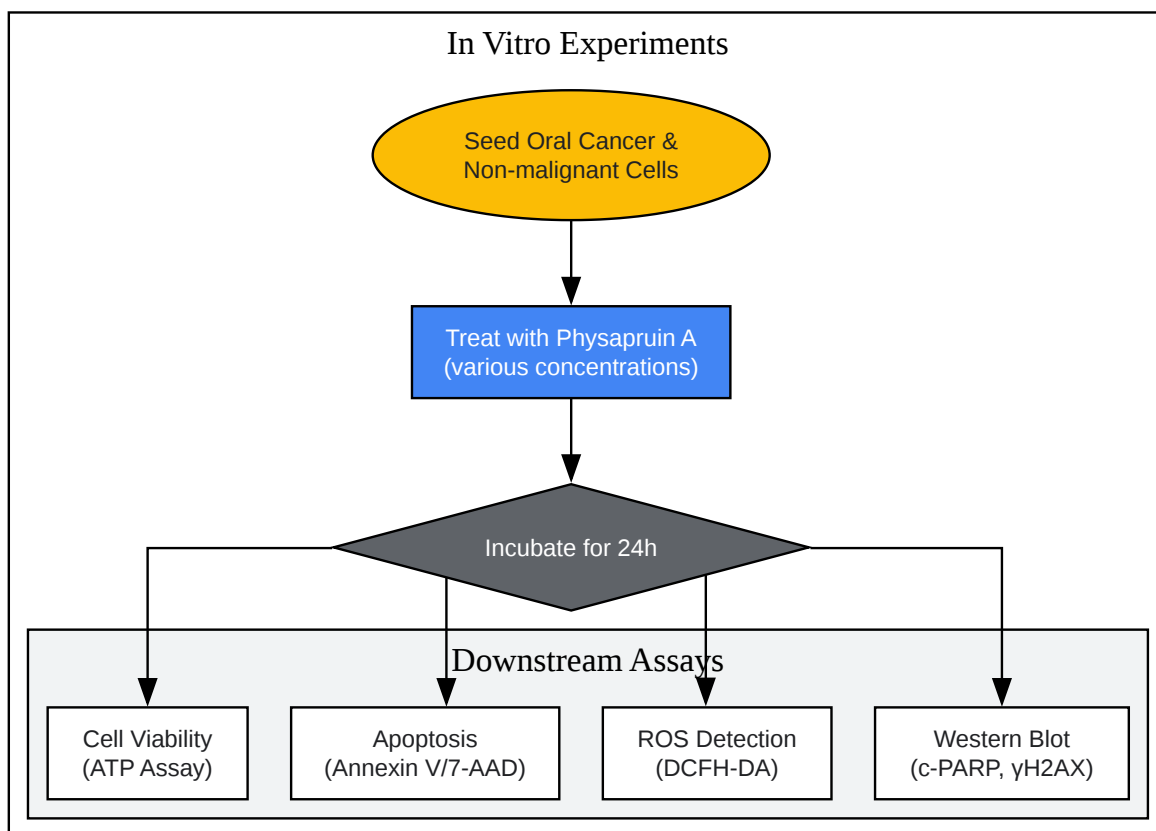 In Vitro Experiments
Seed Oral Cancer &
Non-malignant Cells
Treat with Physapruin A
(various concentrations)
Incubate for 24h
Downstream Assays
Cell Viability
(ATP Assay)
Apoptosis
(Annexin V/7-AAD)
ROS Detection
(DCFH-DA)
Western Blot
(c-PARP, γH2AX)